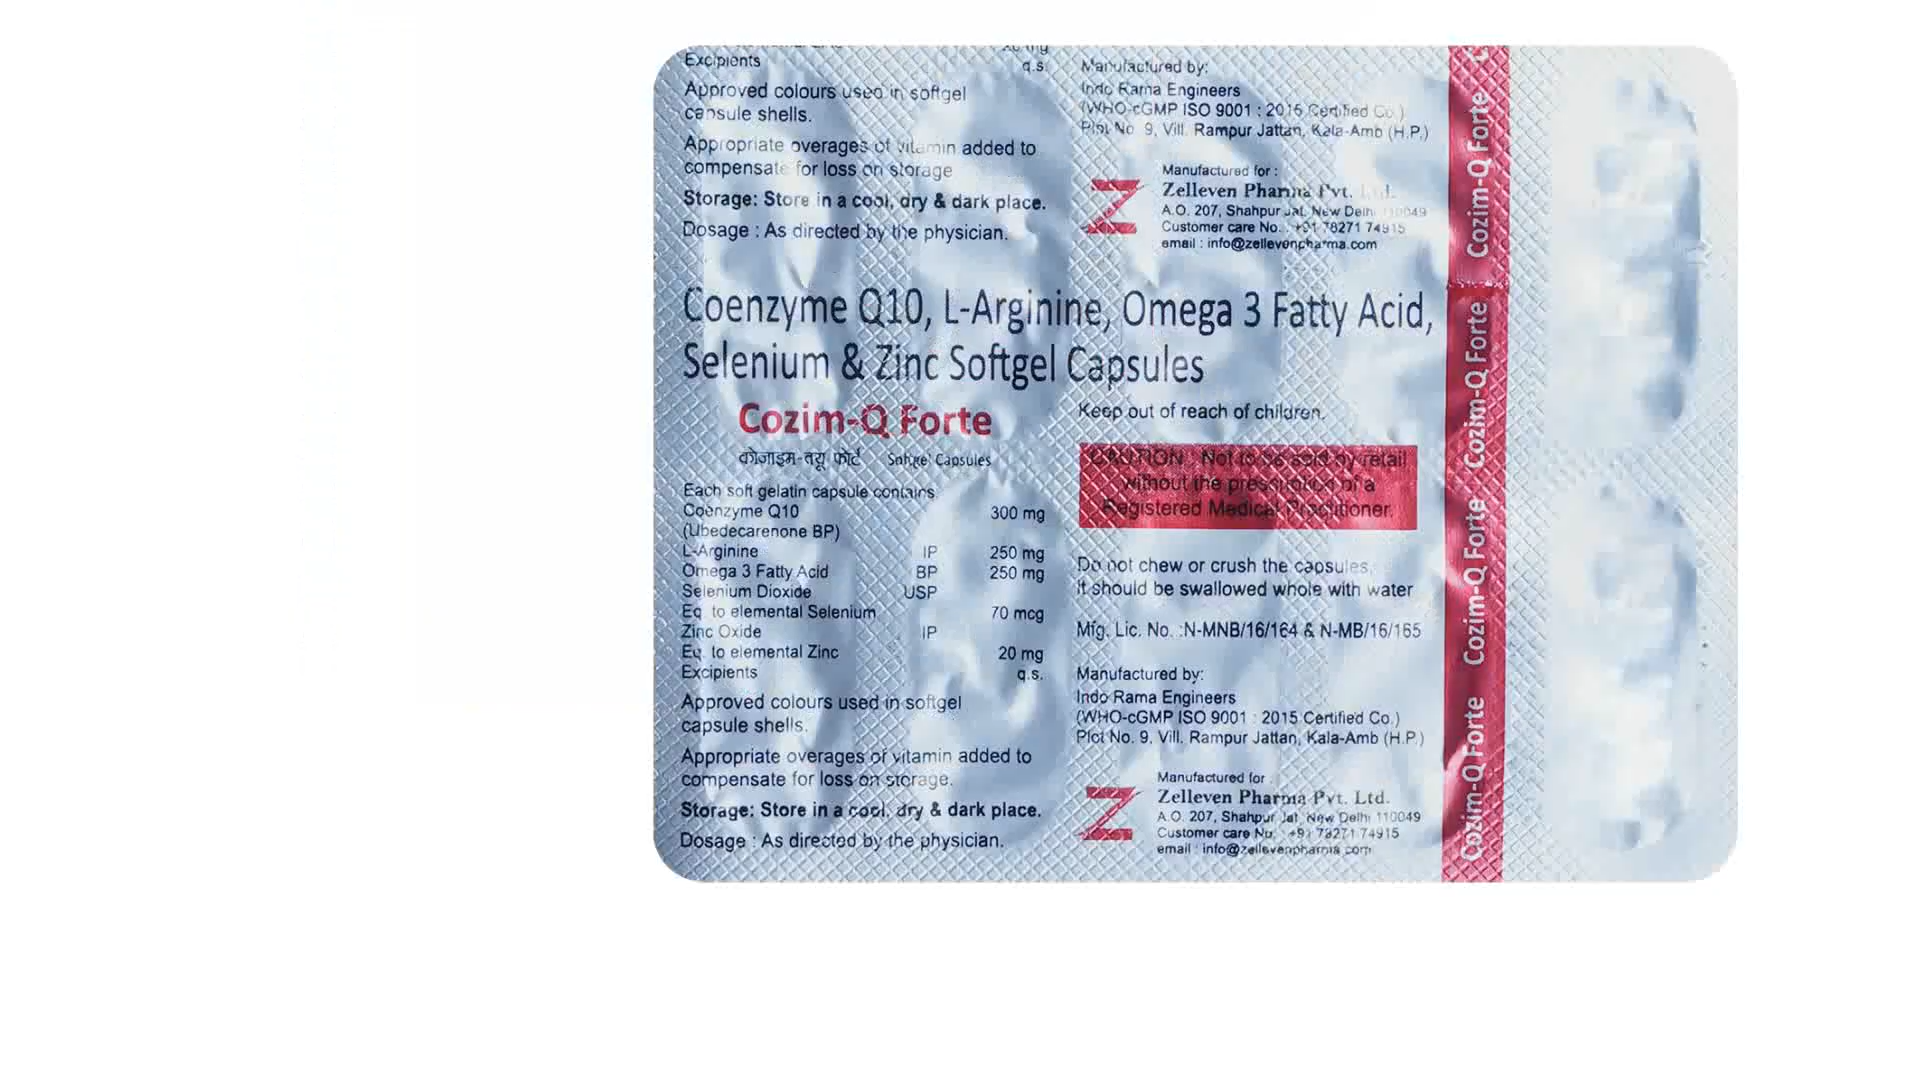 Excipients q.s.
Approved colours used in softgel
capsule shells.
Appropriate overages of vitamin added to
compensate for loss on storage
Storage: Store in a cool, dry & dark place.
Dosage : As directed by the physician.
Manufactured by:
Indo Rama Engineers
(WHO-cGMP ISO 9001 : 2015 Certified Co.)
Plot No. 9, Vill. Rampur Jattan, Kala-Amb (H.P.)
Manufactured for :
Zelleven Pharma Pvt. Ltd.
A.O. 207, Shahpur Jat, New Delhi 110049
Customer care No. : +91 78271 74915
email : info@zellevenpharma.com
Coenzyme Q10, L-Arginine, Omega 3 Fatty Acid,
Selenium & Zinc Softgel Capsules
Cozim-Q Forte
कोजाइम-क्यू फोर्ट Softgel Capsules
Each soft gelatin capsule contains
Coenzyme Q10 300 mg
(Ubedecarenone BP)
L-Arginine IP 250 mg
Omega 3 Fatty Acid BP 250 mg
Selenium Dioxide USP
Eq. to elemental Selenium 70 mcg
Zinc Oxide IP
Eq. to elemental Zinc 20 mg
Excipients q.s.
Approved colours used in softgel
capsule shells.
Appropriate overages of vitamin added to
compensate for loss on storage.
Storage: Store in a cool, dry & dark place.
Dosage : As directed by the physician.
Keep out of reach of children.
CAUTION : Not to be sold by retail
without the prescription of a
Registered Medical Practitioner.
Do not chew or crush the capsules,
It should be swallowed whole with water
Mfg. Lic. No. :N-MNB/16/164 & N-MB/16/165
Manufactured by:
Indo Rama Engineers
(WHO-cGMP ISO 9001 : 2015 Certified Co.)
Plot No. 9, Vill. Rampur Jattan, Kala-Amb (H.P.)
Manufactured for :
Zelleven Pharma Pvt. Ltd.
A.O. 207, Shahpur Jat, New Delhi 110049
Customer care No. : +91 78271 74915
email : info@zellevenpharma.com
Cozim-Q Forte
Cozim-Q Forte
Cozim-Q Forte
Cozim-Q Forte